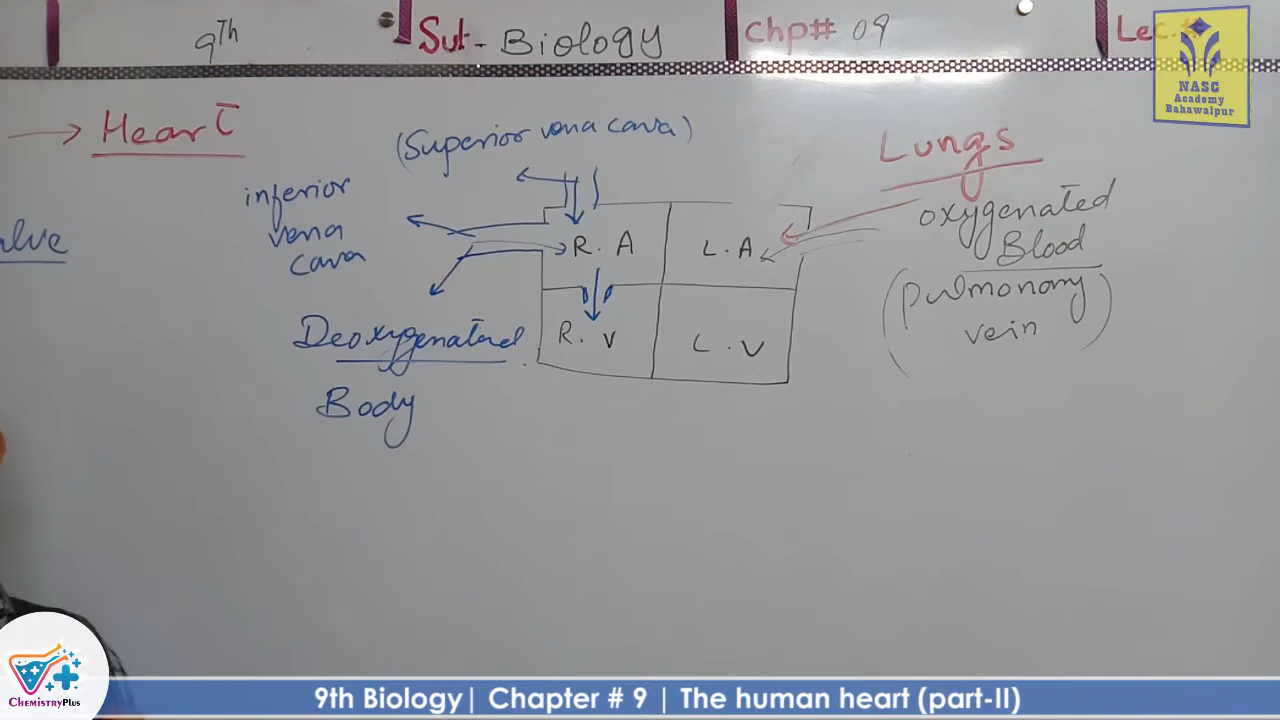 9Th
Sut - Biology
Chp# 09
Lec.
NASC
Academy
Bahawalpur
→ Heart
(Superior vena cava)
Lungs
inferior
vena
cava
oxygenated
Blood
(pulmonary
vein)
R. A
L. A
R. V
L. V
Deoxygenated
Body
ChemistryPlus
9th Biology| Chapter # 9 | The human heart (part-II)